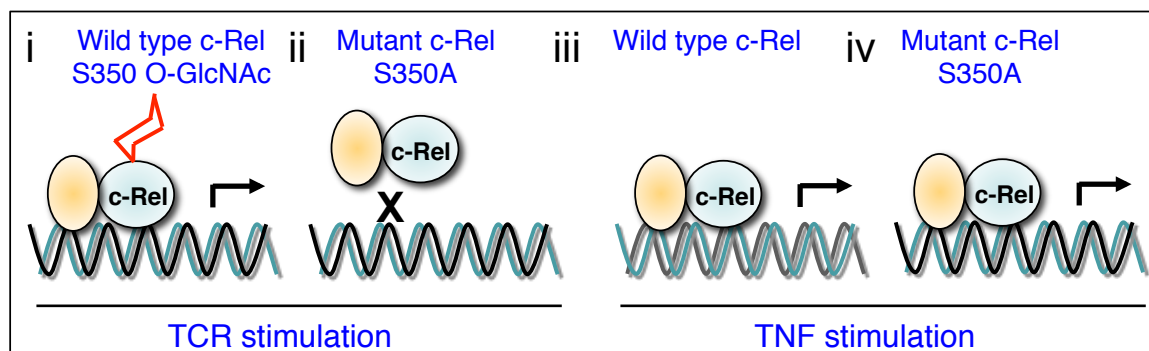 i
Wild type c-Rel
S350 O-GlcNAc
ii
Mutant c-Rel
S350A
iii
Wild type c-Rel
iv
Mutant c-Rel
S350A
c-Rel
c-Rel
X
c-Rel
c-Rel
TCR stimulation
TNF stimulation